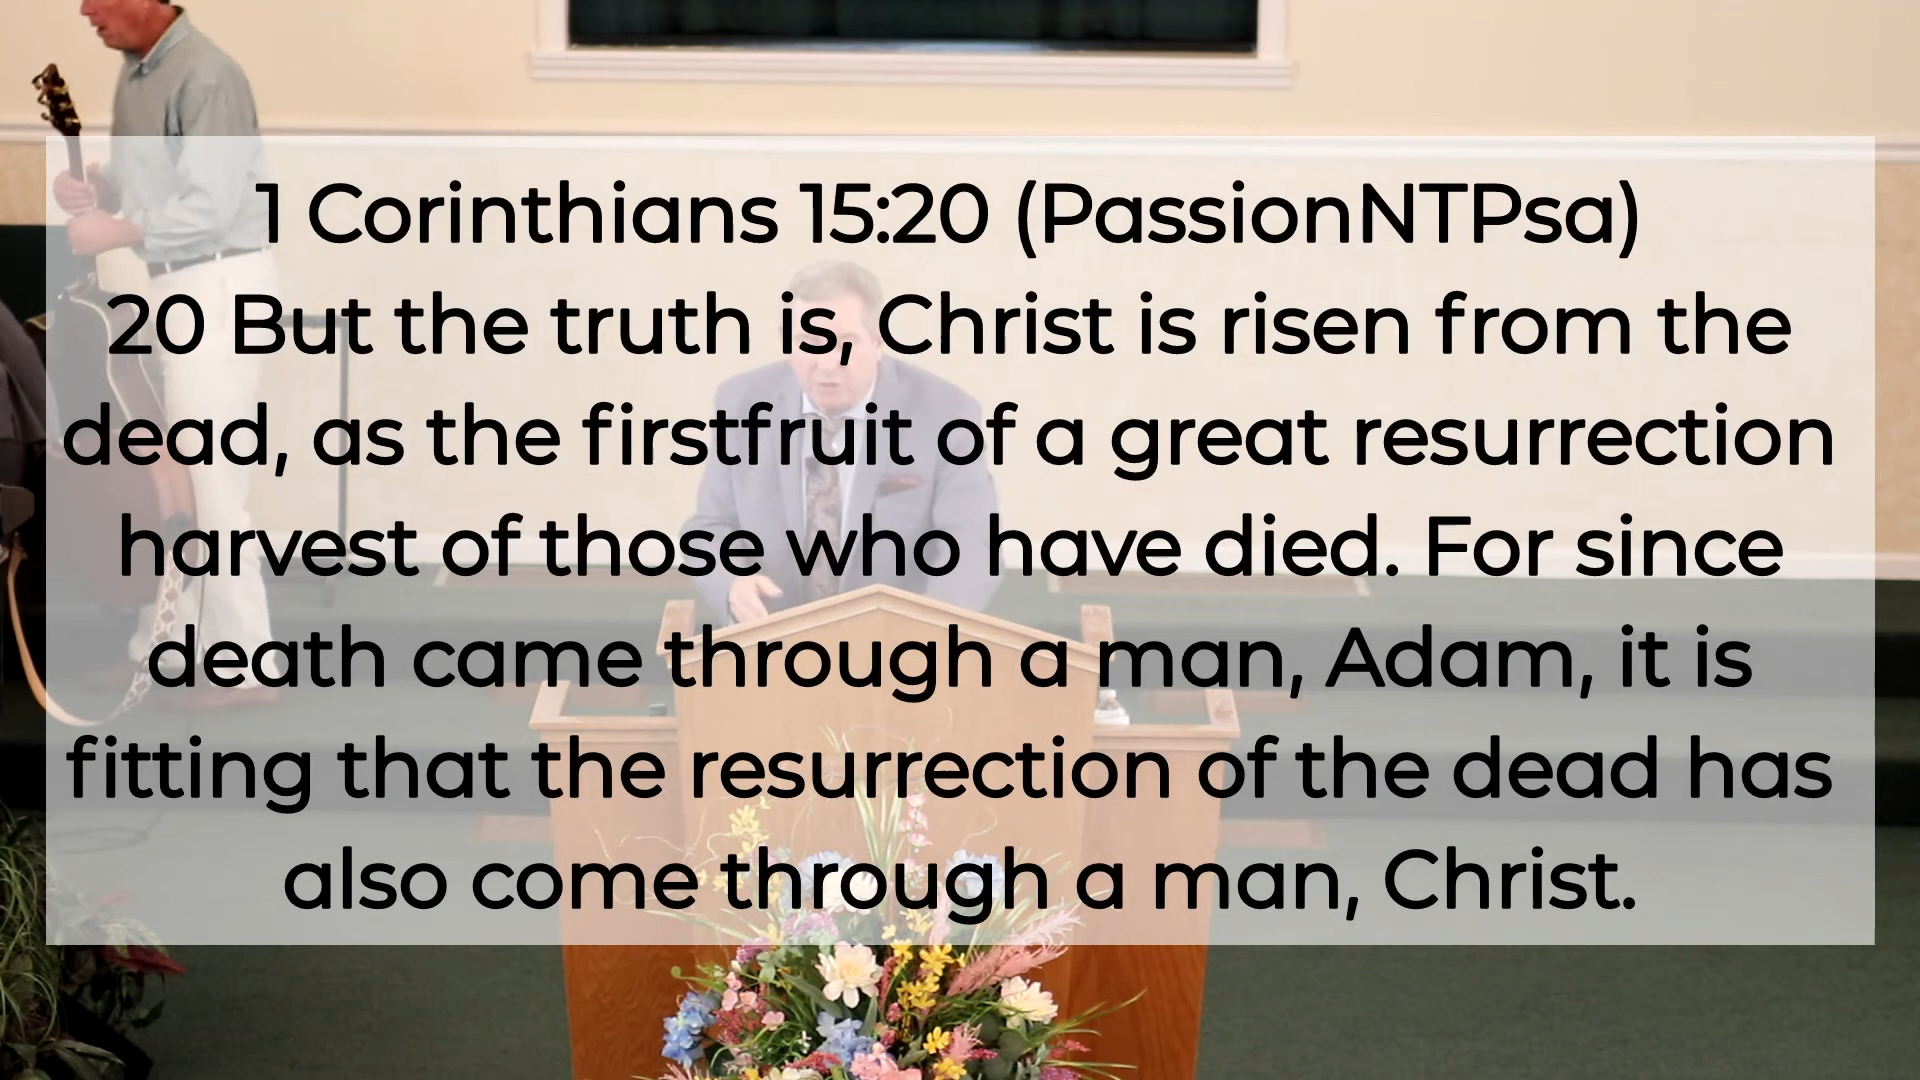 1 Corinthians 15:20 (PassionNTPsa)
20 But the truth is, Christ is risen from the
dead, as the firstfruit of a great resurrection
harvest of those who have died. For since
death came through a man, Adam, it is
fitting that the resurrection of the dead has
also come through a man, Christ.